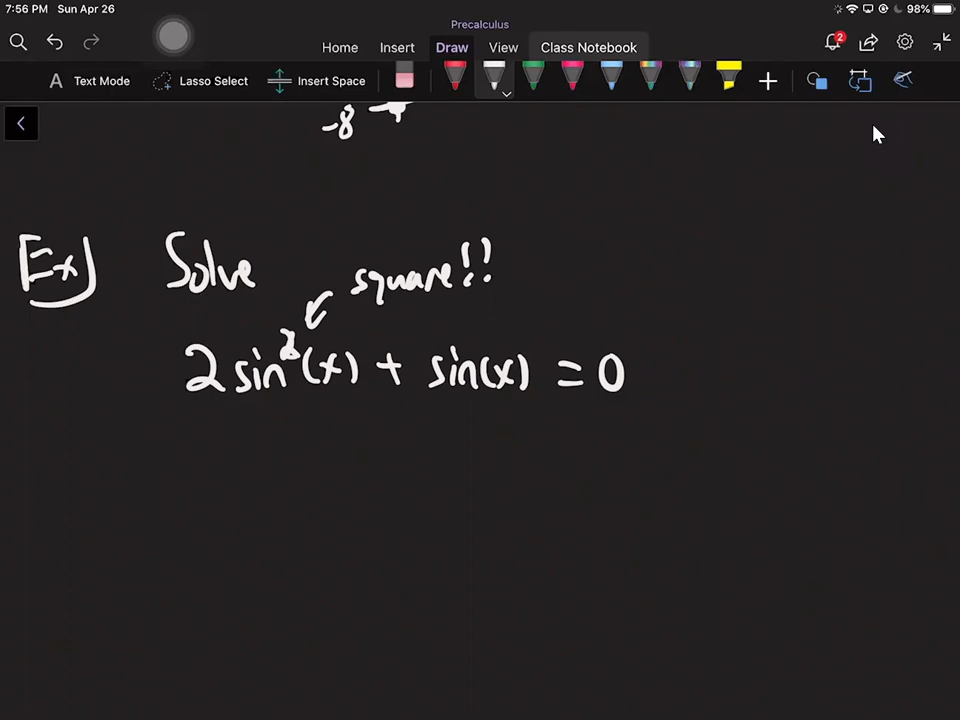 7:56 PM Sun Apr 26
98%
Precalculus
Home Insert Draw View Class Notebook
2
Text Mode Lasso Select Insert Space
-8
Ex) Solve
square!!
2 sin²(x) + sin(x) = 0